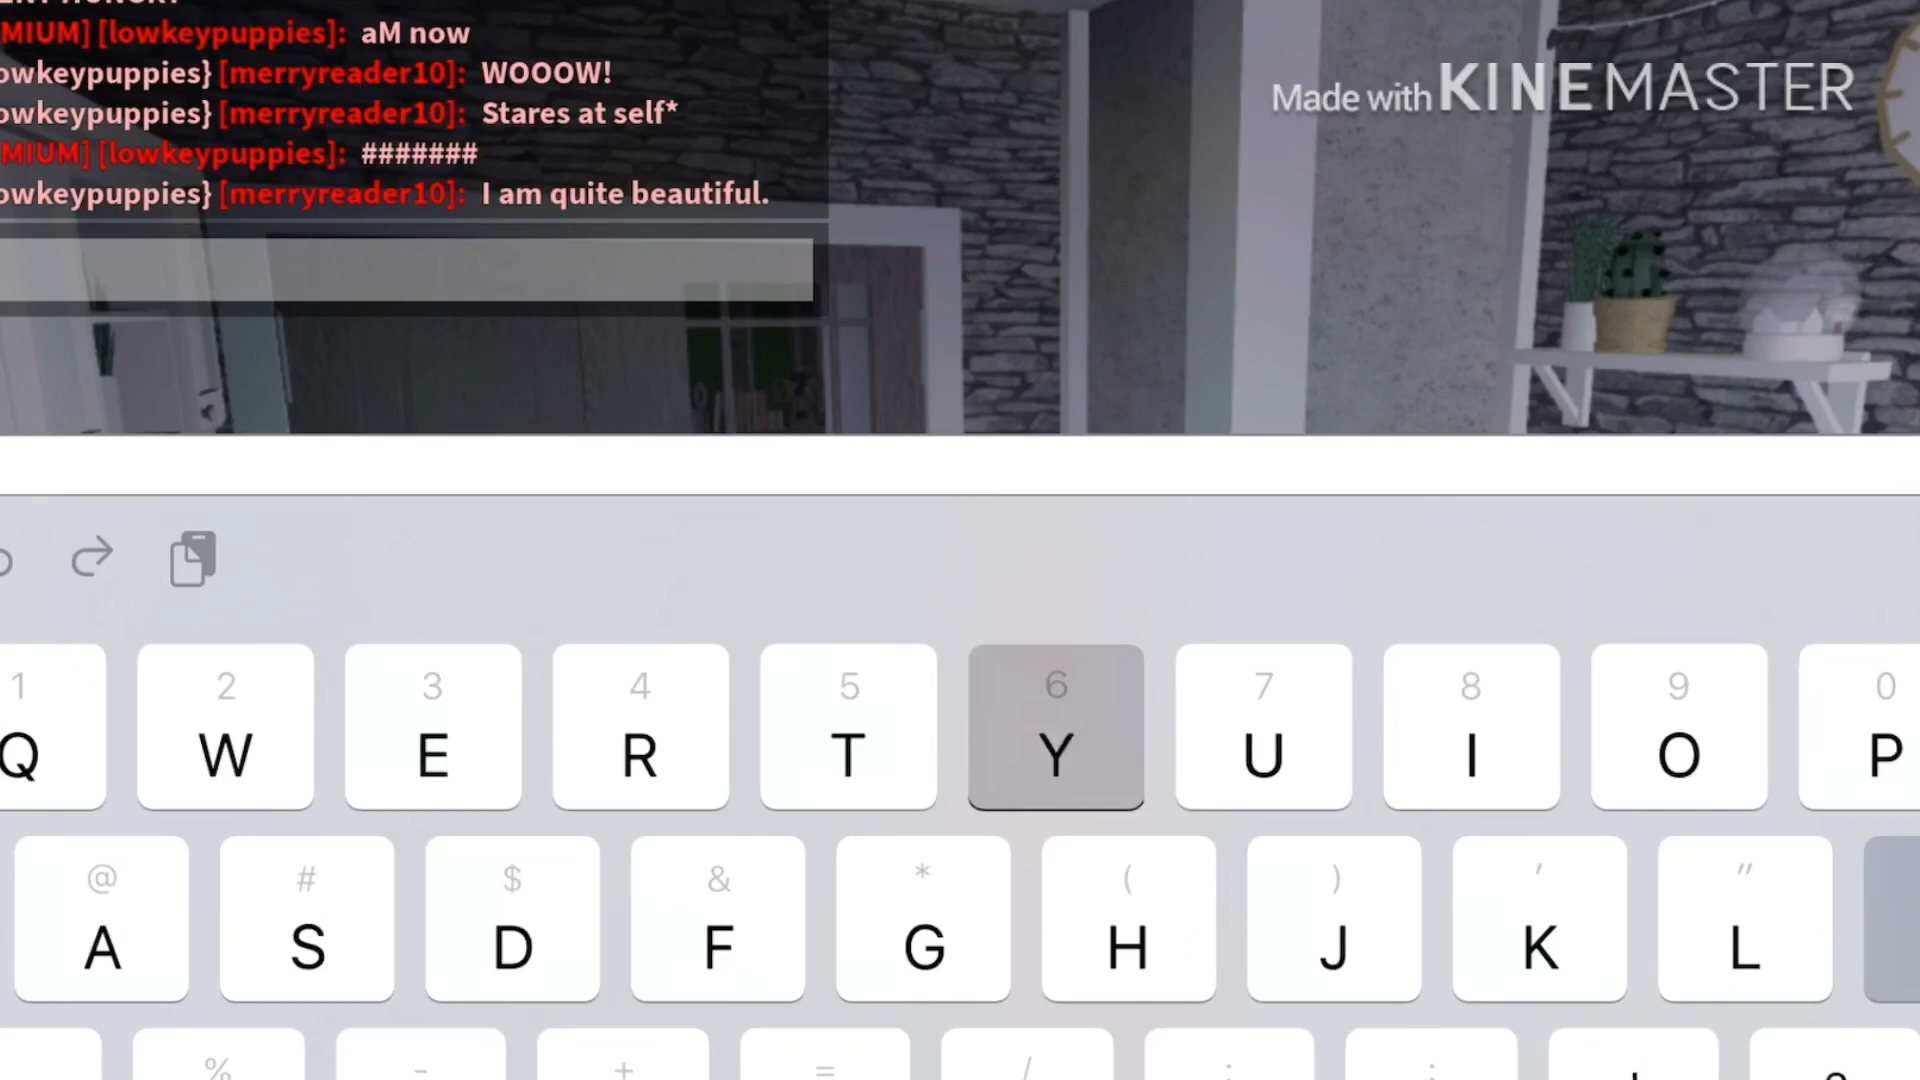 MIUM] [lowkeypuppies]: aM now
owkeypuppies} [merryreader10]: WOOOW!
owkeypuppies} [merryreader10]: Stares at self*
MIUM] [lowkeypuppies]: #######
owkeypuppies} [merryreader10]: I am quite beautiful.
Made with KINEMASTER
1 2 3 4 5 6 7 8 9 0
Q W E R T Y U I O P
@ # $ & * ( ) ' "
A S D F G H J K L
% - + = / ; :